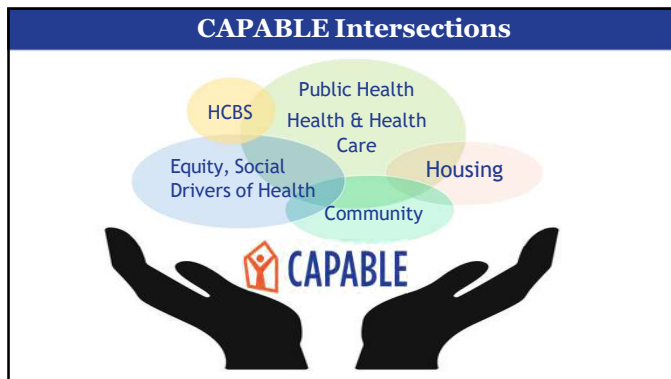 CAPABLE Intersections
Public Health
HCBS
Health & Health
Care
Equity, Social
Drivers of Health
Housing
Community
CAPABLE